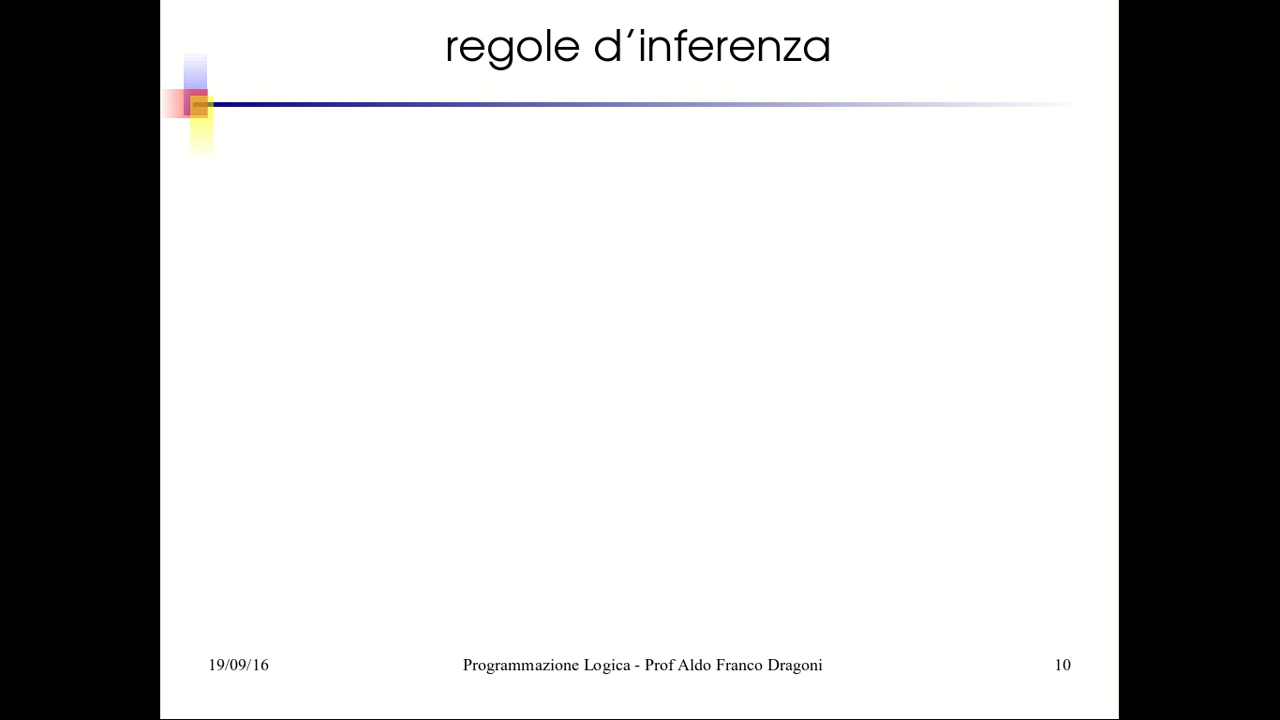 regole d’inferenza
19/09/16
Programmazione Logica - Prof Aldo Franco Dragoni
10